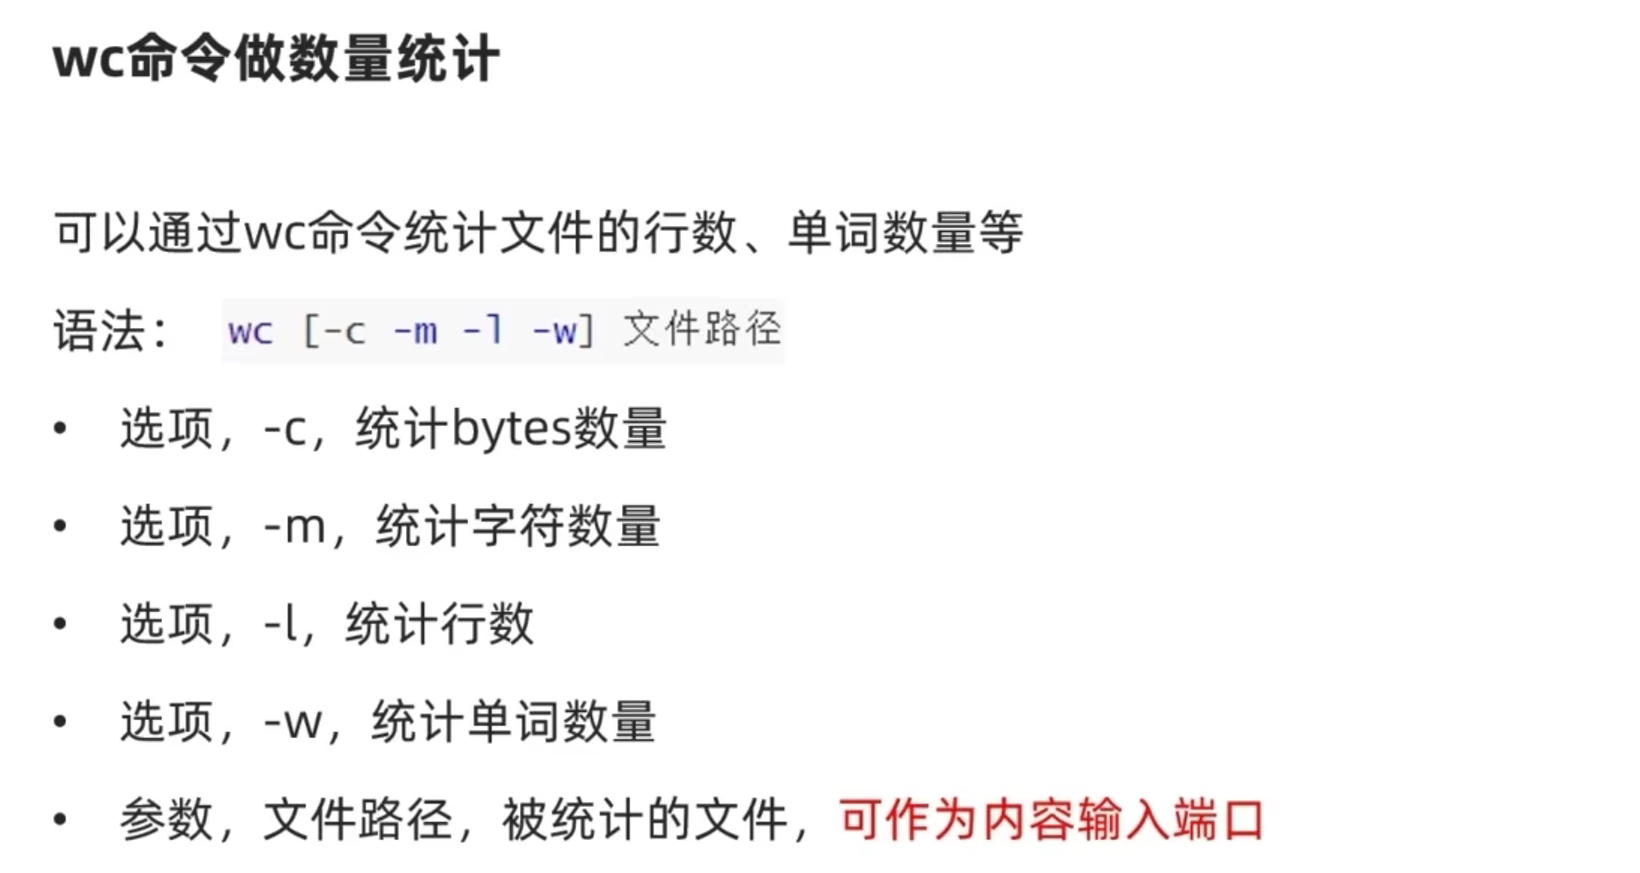 wc命令做数量统计
可以通过wc命令统计文件的行数、单词数量等
语法： wc [-c -m -l -w] 文件路径
• 选项，-c，统计bytes数量
• 选项，-m，统计字符数量
• 选项，-l，统计行数
• 选项，-w，统计单词数量
• 参数，文件路径，被统计的文件，可作为内容输入端口